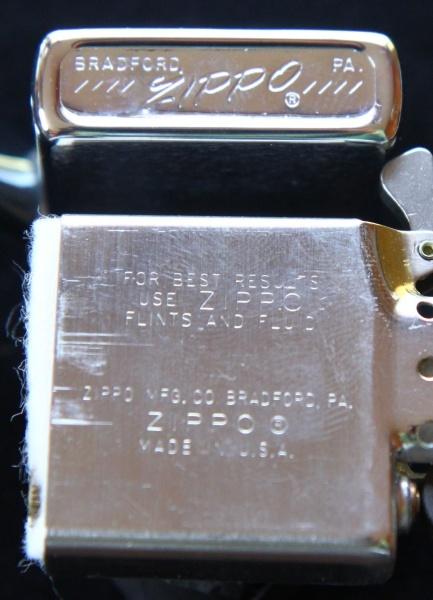 BRADFORD, ZIPPO® PA.
//// ////
FOR BEST RESULTS
USE ZIPPO
FLINTS AND FLUID
ZIPPO MFG. CO. BRADFORD, PA.
ZIPPO ®
MADE IN U.S.A.